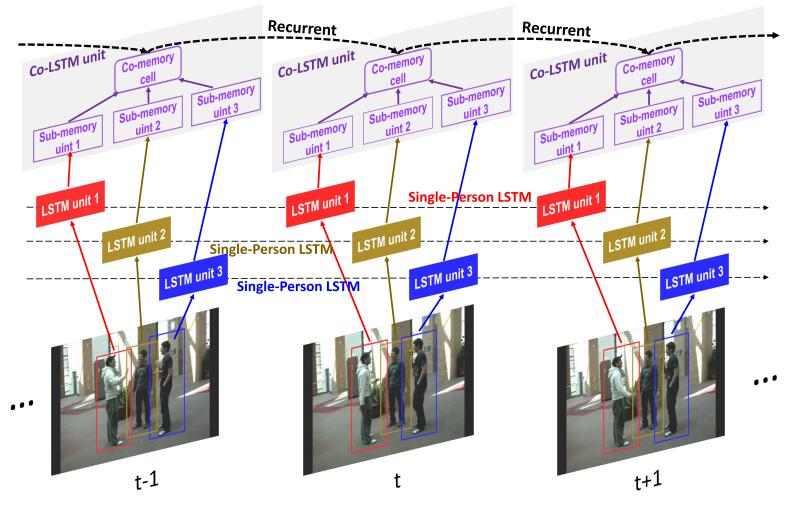 Recurrent
Recurrent
Co-LSTM unit
Co-memory
cell
Sub-memory
uint 1
Sub-memory
uint 2
Sub-memory
uint 3
Co-LSTM unit
Co-memory
cell
Sub-memory
uint 1
Sub-memory
uint 2
Sub-memory
uint 3
Co-LSTM unit
Co-memory
cell
Sub-memory
uint 1
Sub-memory
uint 2
Sub-memory
uint 3
LSTM unit 1
LSTM unit 1
Single-Person LSTM
LSTM unit 1
LSTM unit 2
Single-Person LSTM
LSTM unit 2
LSTM unit 2
LSTM unit 3
Single-Person LSTM
LSTM unit 3
LSTM unit 3
...
...
t-1
t
t+1